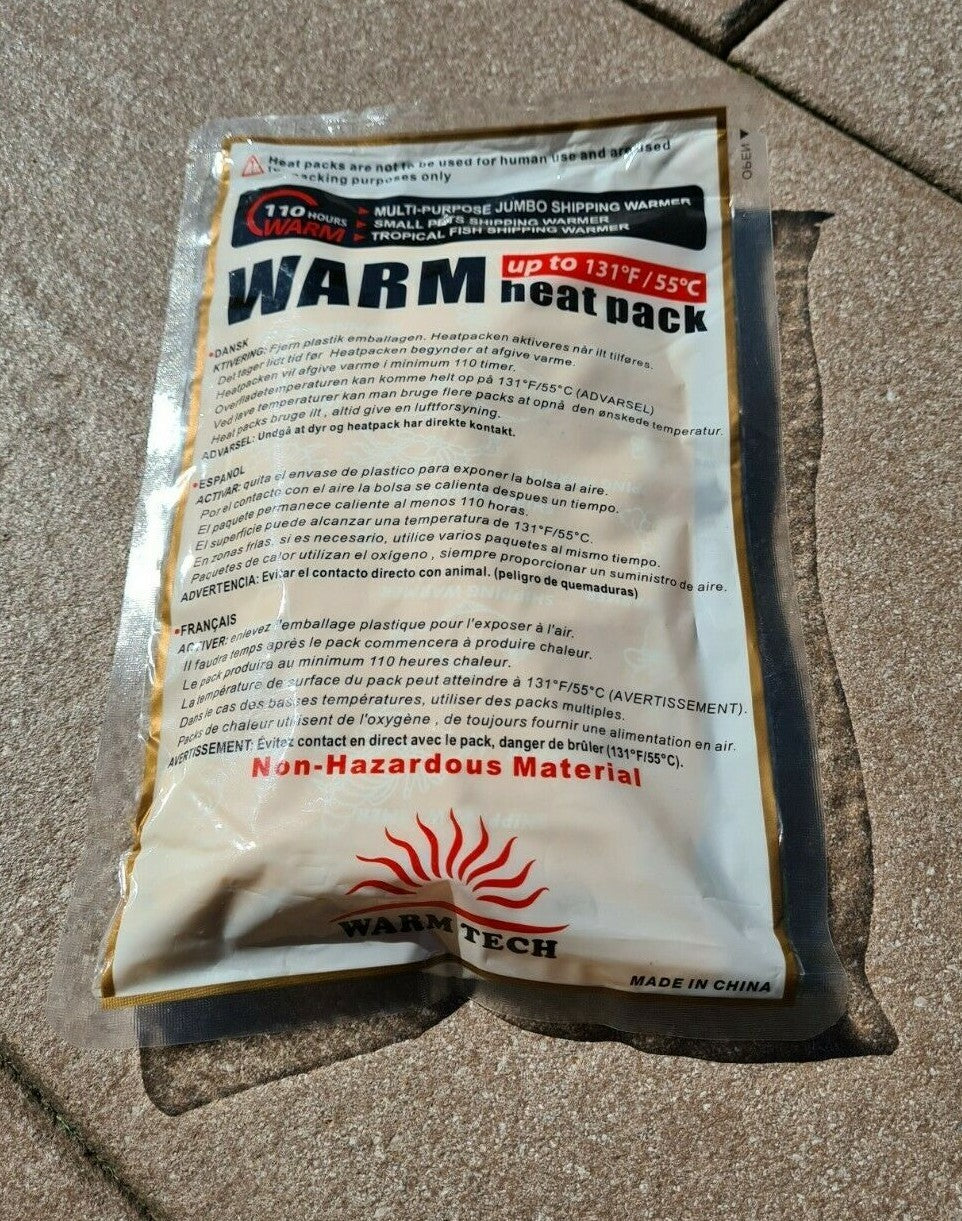 Heat packs are not to be used for human use and are used
packing purposes only
110 HOURS
WARM
MULTI-PURPOSE JUMBO SHIPPING WARMER
SMALL PETS SHIPPING WARMER
TROPICAL FISH SHIPPING WARMER
WARM
up to 131°F/55°C
heat pack
OPEN
•DANSK
KTIVERING: Fjern plastik emballagen. Heatpacken aktiveres når ilt tilføres.
Det tager lidt tid før Heatpacken begynder at afgive varme.
Heatpacken vil afgive varme i minimum 110 timer.
Overfladetemperaturen kan komme helt op på 131°F/55°C (ADVARSEL)
Ved lave temperaturer kan man bruge flere packs at opnå den ønskede temperatur.
Heat packs bruge ilt, altid give en luftforsyning.
ADVARSEL: Undgå at dyr og heatpack har direkte kontakt.
•ESPANOL
ACTIVAR: quita el envase de plastico para exponer la bolsa al aire.
Por el contacto con el aire la bolsa se calienta despues un tiempo.
El paquete permanece caliente al menos 110 horas.
El superficie puede alcanzar una temperatura de 131°F/55°C.
En zonas frias, si es necesario, utilice varios paquetes al mismo tiempo.
Paquetes de calor utilizan el oxígeno , siempre proporcionar un suministro de aire.
ADVERTENCIA: Evitar el contacto directo con animal. (peligro de quemaduras)
•FRANÇAIS
ACTIVER: enlevez l'emballage plastique pour l'exposer à l'air.
Il faudra temps après le pack commencera à produire chaleur.
Le pack produira au minimum 110 heures chaleur.
La température de surface du pack peut atteindre à 131°F/55°C (AVERTISSEMENT).
Dans le cas des basses températures, utiliser des packs multiples.
Packs de chaleur utilisent de l'oxygène , de toujours fournir une alimentation en air.
AVERTISSEMENT: Évitez contact en direct avec le pack, danger de brûler (131°F/55°C).
Non-Hazardous Material
WARM TECH
MADE IN CHINA